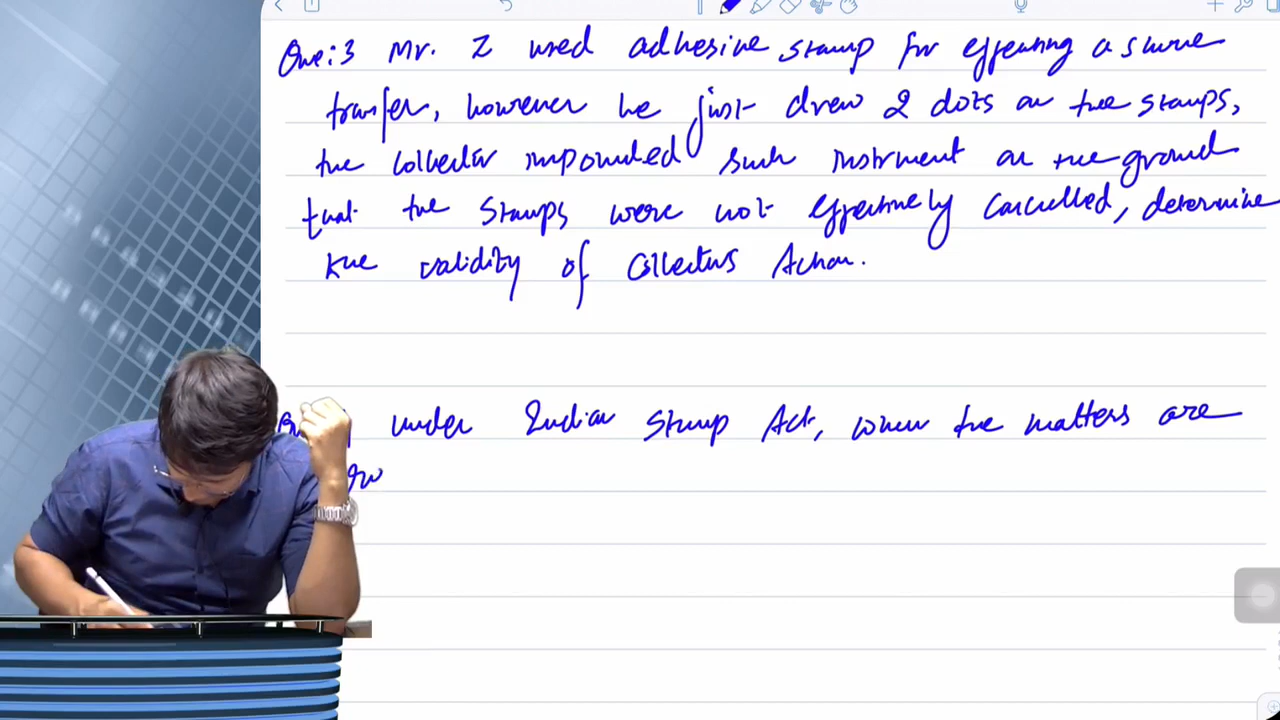 Que:3 Mr. Z used adhesive stamp for effecting a share
transfer, however he just drew 2 dots on the stamps,
the collector impounded such instrment on the ground
that the stamps were not effectively cancelled, determine
the validity of Collectors Action.
under Indian Stamp Act, when the matters are